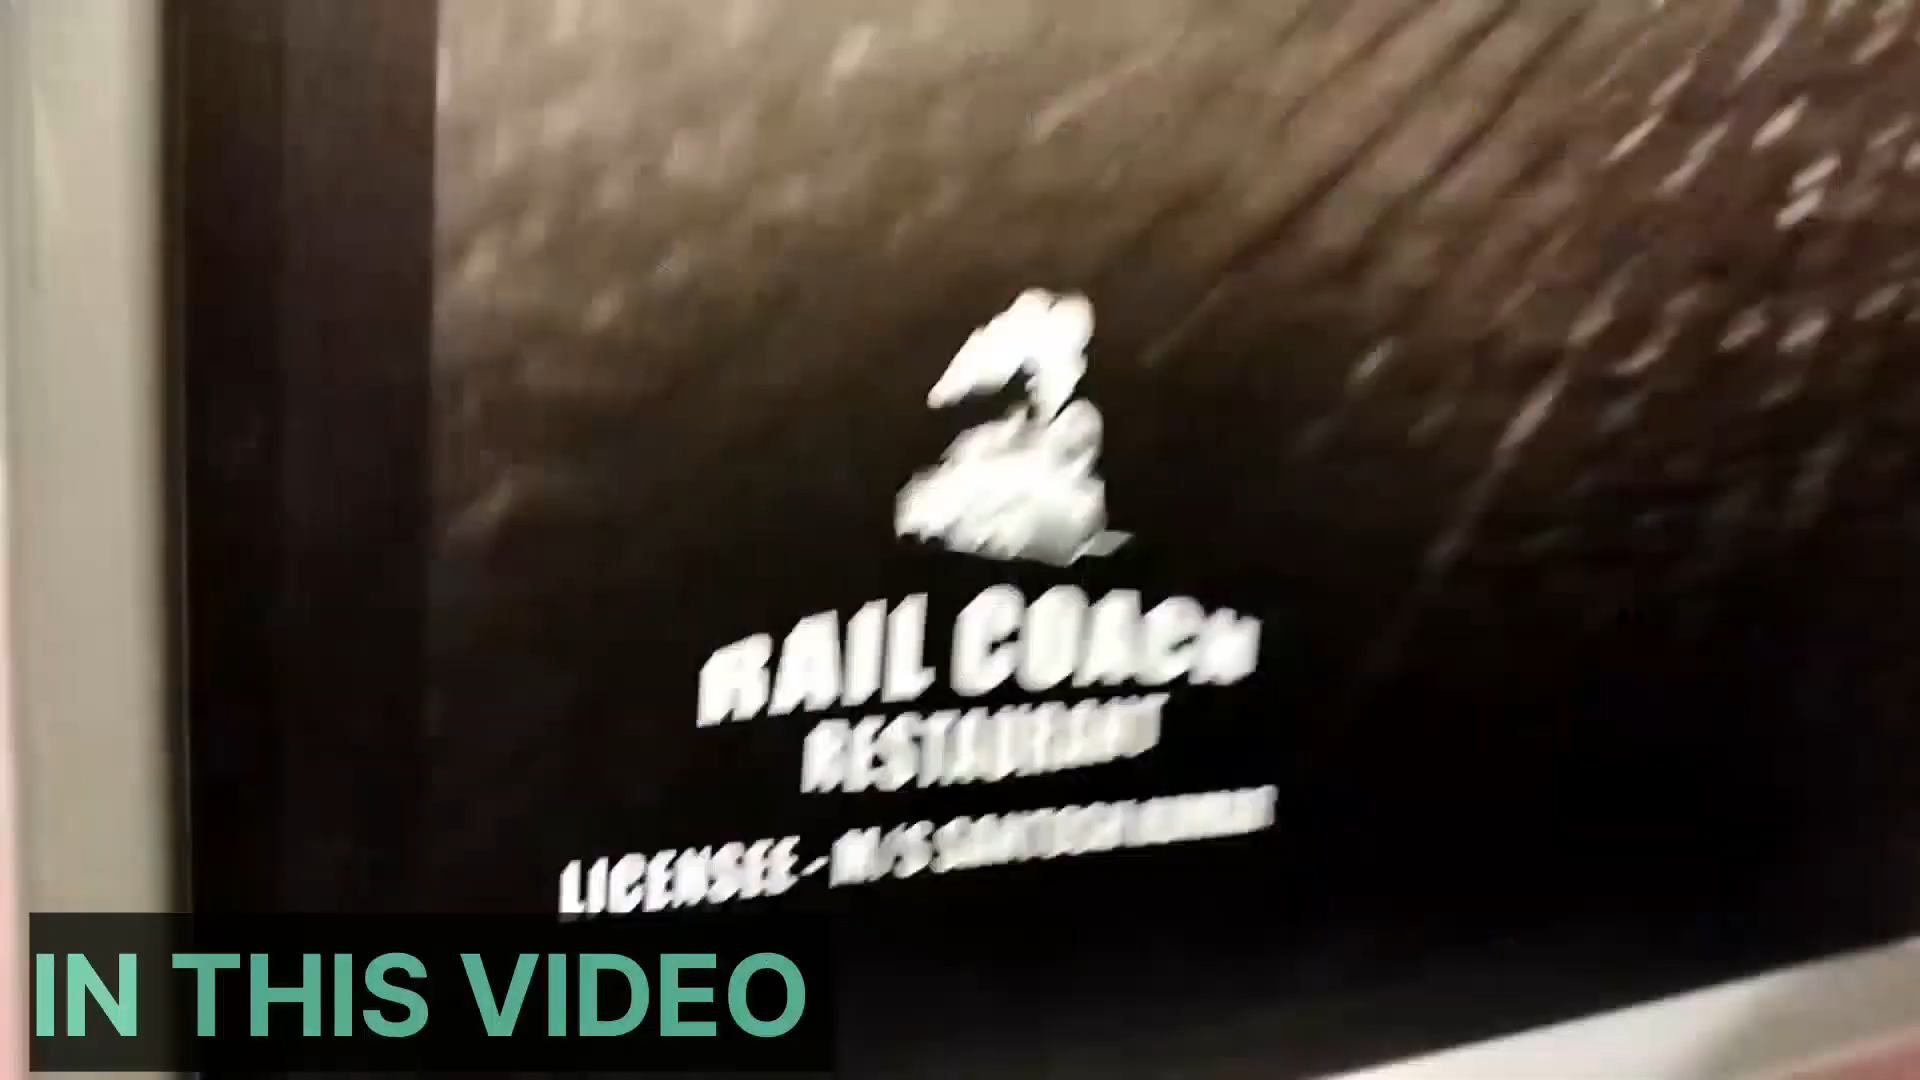 RAIL COACH
RESTAURANT
LICENSEE - M/S
IN THIS VIDEO